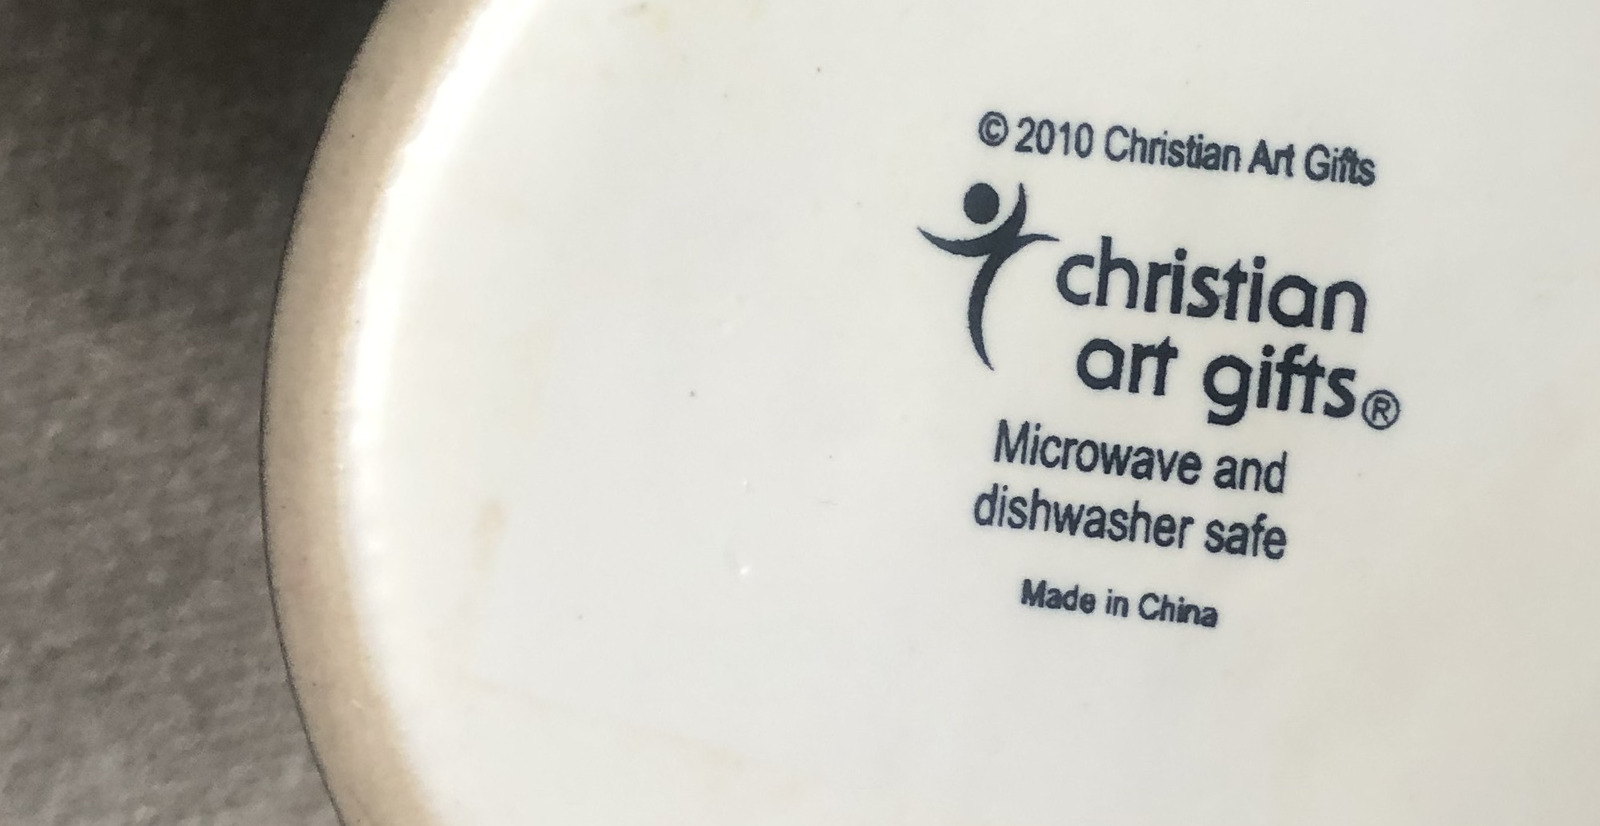 © 2010 Christian Art Gifts
christian
art gifts®
Microwave and
dishwasher safe
Made in China